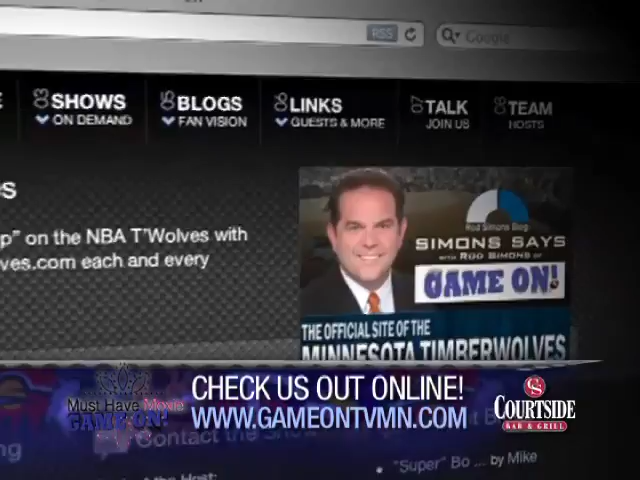 RSS
Google
SHOWS
ON DEMAND
BLOGS
FAN VISION
LINKS
GUESTS & MORE
TALK
JOIN US
TEAM
HOSTS
p" on the NBA T'Wolves with
ves.com each and every
Rod Simons Blog
SIMONS SAYS
WITH ROD SIMONS OF
GAME ON!
THE OFFICIAL SITE OF THE
MINNESOTA TIMBERWOLVES
Must Have Movie
GAME ON!
CHECK US OUT ONLINE!
WWW.GAMEONTVMN.COM
COURTSIDE
BAR & GRILL
Contact the Show
"Super" Bo ... by Mike